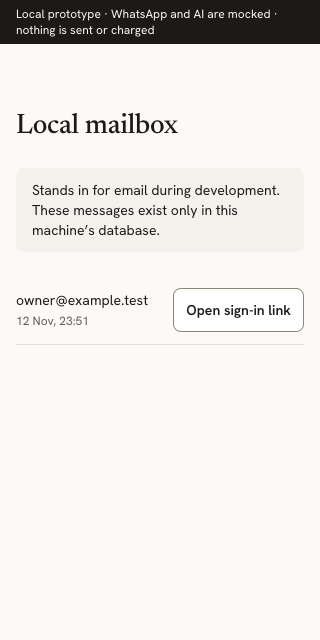 Local prototype · WhatsApp and AI are mocked ·
nothing is sent or charged
Local mailbox
Stands in for email during development.
These messages exist only in this
machine’s database.
owner@example.test
12 Nov, 23:51
Open sign-in link